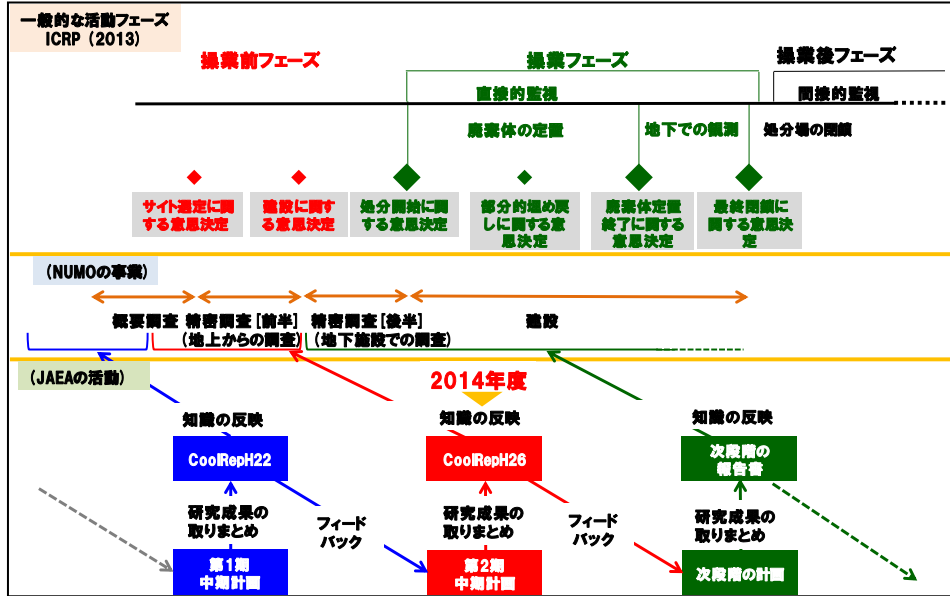 一般的な活動フェーズ
ICRP (2013)
操業前フェーズ
操業フェーズ
操業後フェーズ
直接的監視
間接的監視
廃棄体の定置
地下での観測
処分場の閉鎖
サイト選定に関
する意思決定
建設に関す
る意思決定
処分開始に関
する意思決定
部分的埋め戻
しに関する意
思決定
廃棄体定置
終了に関する
意思決定
最終閉鎖に
関する意思決
定
(NUMOの事業)
概要調査
精密調査[前半]
(地上からの調査)
精密調査[後半]
(地下施設での調査)
建設
(JAEAの活動)
2014年度
知識の反映
知識の反映
知識の反映
CoolRepH22
CoolRepH26
次段階の
報告書
研究成果の
取りまとめ
フィード
バック
研究成果の
取りまとめ
フィード
バック
研究成果の
取りまとめ
第1期
中期計画
第2期
中期計画
次段階の計画